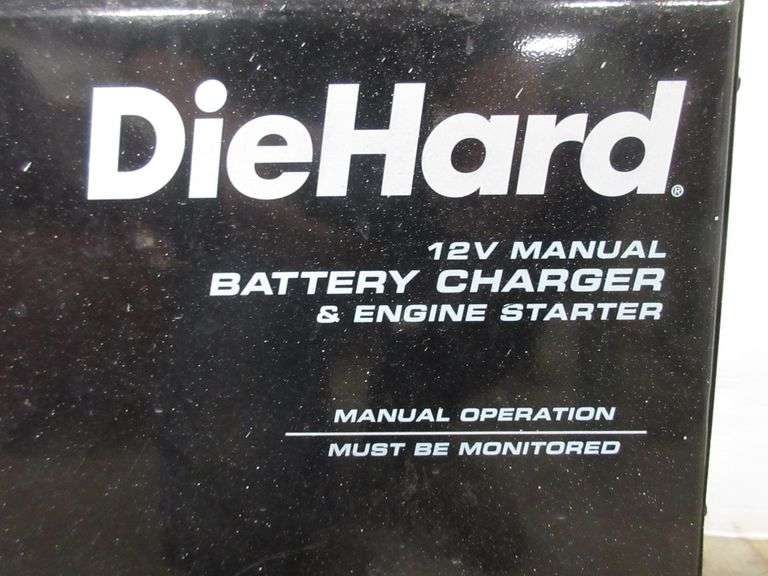 DieHard®
12V MANUAL
BATTERY CHARGER
& ENGINE STARTER
MANUAL OPERATION
MUST BE MONITORED